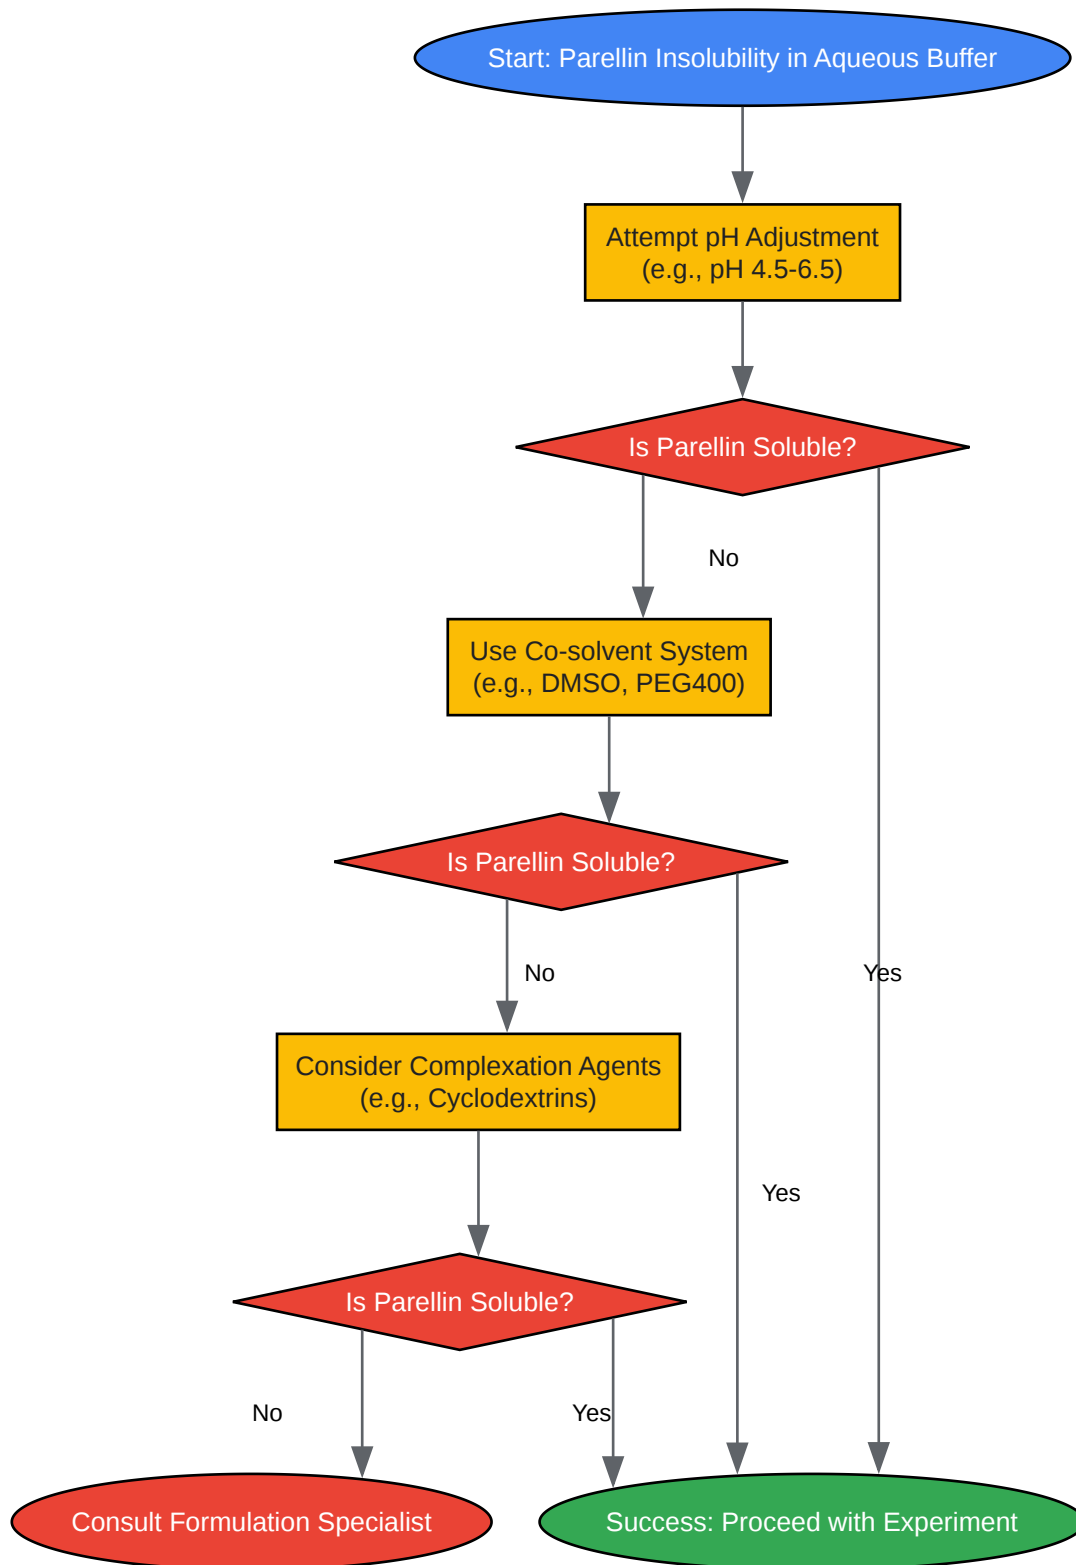 Start: Parellin Insolubility in Aqueous Buffer
Attempt pH Adjustment
(e.g., pH 4.5-6.5)
Is Parellin Soluble?
No
Use Co-solvent System
(e.g., DMSO, PEG400)
Is Parellin Soluble?
No
Yes
Consider Complexation Agents
(e.g., Cyclodextrins)
Yes
Is Parellin Soluble?
No
Yes
Consult Formulation Specialist
Success: Proceed with Experiment